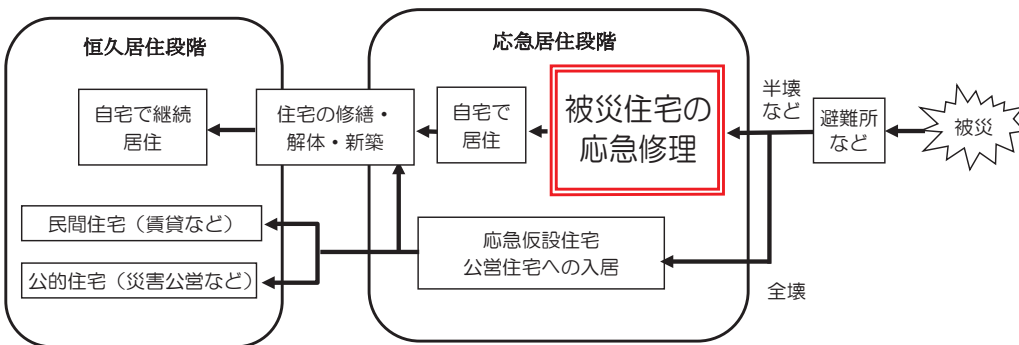 恒久居住段階
応急居住段階
自宅で継続
居住
住宅の修繕・
解体・新築
自宅で
居住
被災住宅の
応急修理
半壊
など
避難所
など
被災
民間住宅（賃貸など）
公的住宅（災害公営など）
応急仮設住宅
公営住宅への入居
全壊